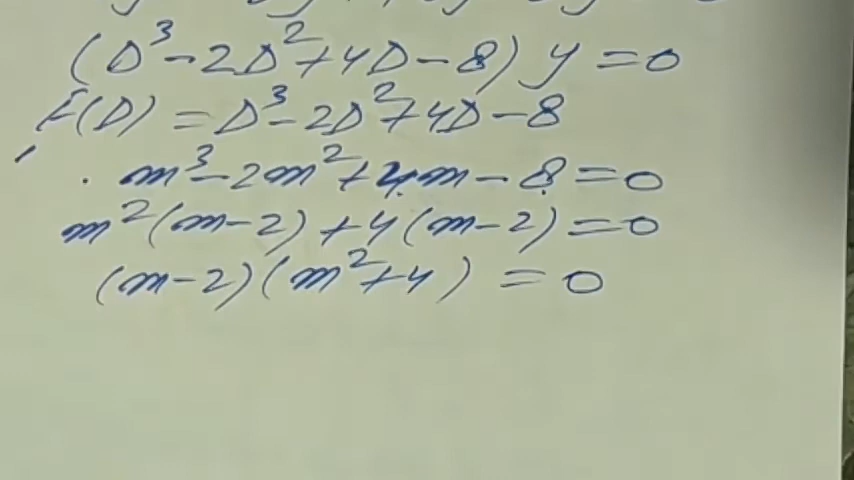 (D³-2D²+4D-8) y = 0
F(D) = D³-2D²+4D-8
m³-2m²+4m-8=0
m²(m-2)+4(m-2)=0
(m-2)(m²+4) = 0